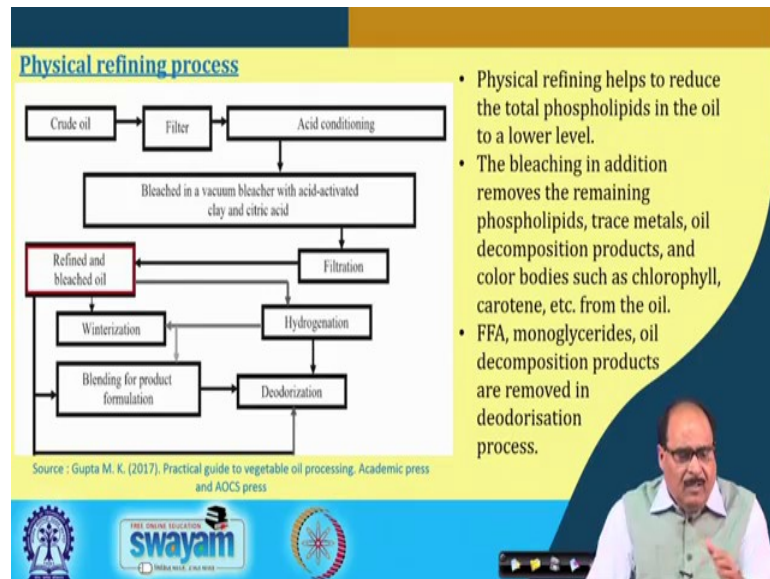 Physical refining process
Crude oil
Filter
Acid conditioning
Bleached in a vacuum bleacher with acid-activated
clay and citric acid
Refined and
bleached oil
Filtration
Winterization
Hydrogenation
Blending for product
formulation
Deodorization
Source : Gupta M. K. (2017). Practical guide to vegetable oil processing. Academic press
and AOCS press
• Physical refining helps to reduce
the total phospholipids in the oil
to a lower level.
• The bleaching in addition
removes the remaining
phospholipids, trace metals, oil
decomposition products, and
color bodies such as chlorophyll,
carotene, etc. from the oil.
• FFA, monoglycerides, oil
decomposition products
are removed in
deodorisation
process.
FREE ONLINE EDUCATION
swayam